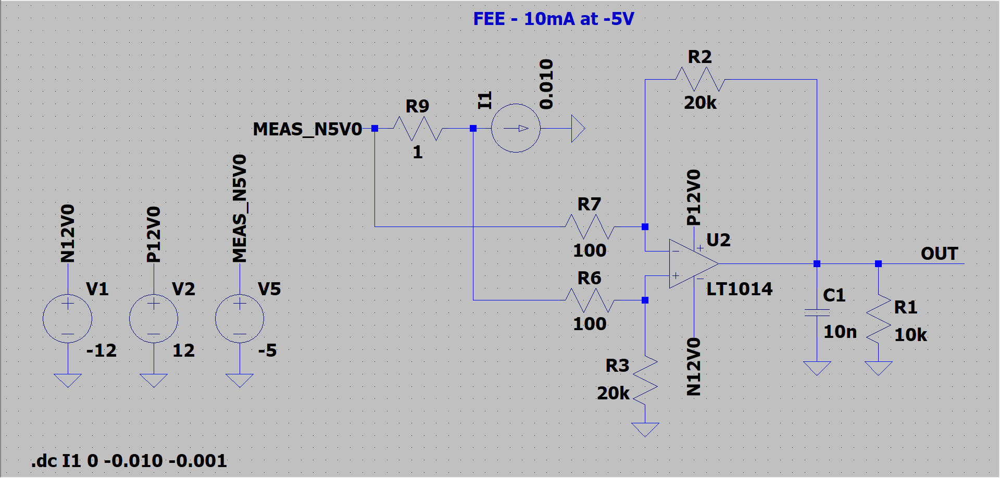 FEE - 10mA at -5V
R2
20k
0.010
I1
R9
1
MEAS_N5V0
MEAS_N5V0
N12V0
P12V0
R7
100
P12V0
U2
+
−
+
−
LT1014
OUT
R6
100
V1
+
−
-12
V2
+
−
12
V5
+
−
-5
C1
10n
R1
10k
R3
20k
N12V0
.dc I1 0 -0.010 -0.001